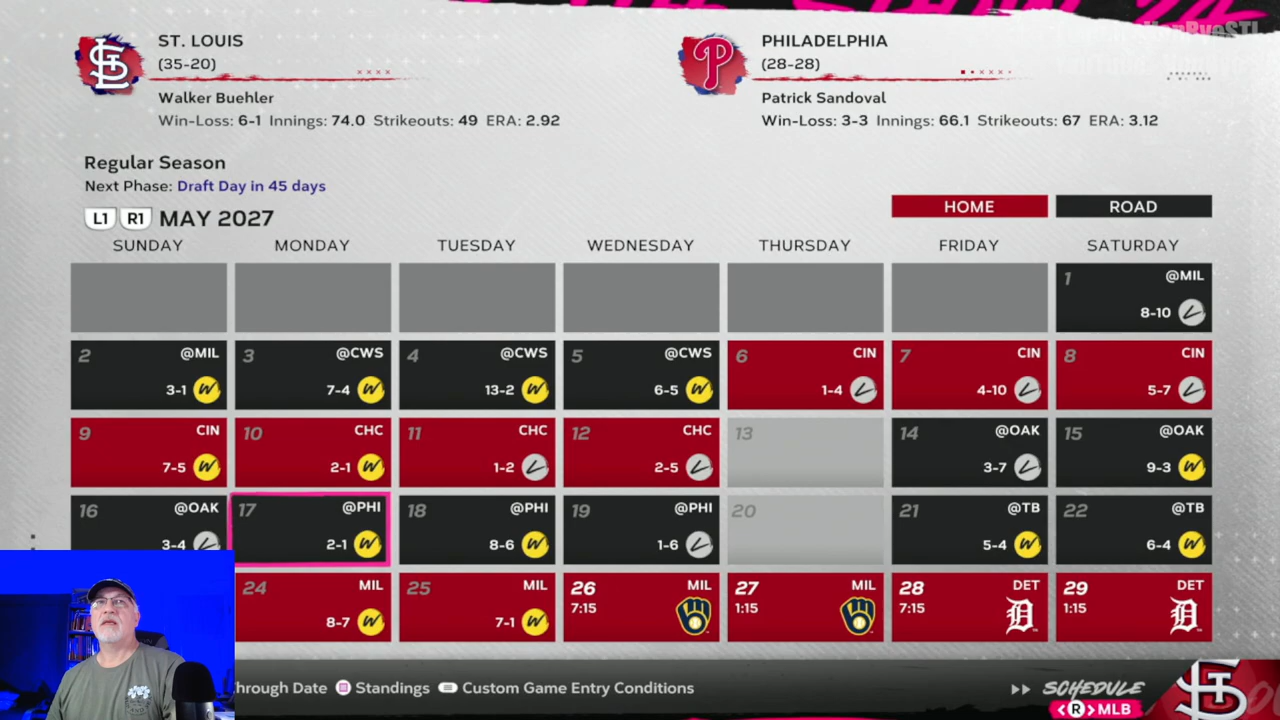 ST. LOUIS
(35-20)
Walker Buehler
Win-Loss: 6-1 Innings: 74.0 Strikeouts: 49 ERA: 2.92
PHILADELPHIA
(28-28)
Patrick Sandoval
Win-Loss: 3-3 Innings: 66.1 Strikeouts: 67 ERA: 3.12
Regular Season
Next Phase: Draft Day in 45 days
L1 R1 MAY 2027
HOME ROAD
SUNDAY MONDAY TUESDAY WEDNESDAY THURSDAY FRIDAY SATURDAY
1 @MIL
8-10 L
2 @MIL 3 @CWS 4 @CWS 5 @CWS 6 CIN 7 CIN 8 CIN
3-1 W 7-4 W 13-2 W 6-5 W 1-4 L 4-10 L 5-7 L
9 CIN 10 CHC 11 CHC 12 CHC 13 14 @OAK 15 @OAK
7-5 W 2-1 W 1-2 L 2-5 L 3-7 L 9-3 W
16 @OAK 17 @PHI 18 @PHI 19 @PHI 20 21 @TB 22 @TB
3-4 L 2-1 W 8-6 W 1-6 L 5-4 W 6-4 W
24 MIL 25 MIL 26 MIL 27 MIL 28 DET 29 DET
8-7 W 7-1 W 7:15 1:15 7:15 1:15
hrough Date Standings Custom Game Entry Conditions
SCHEDULE
R MLB